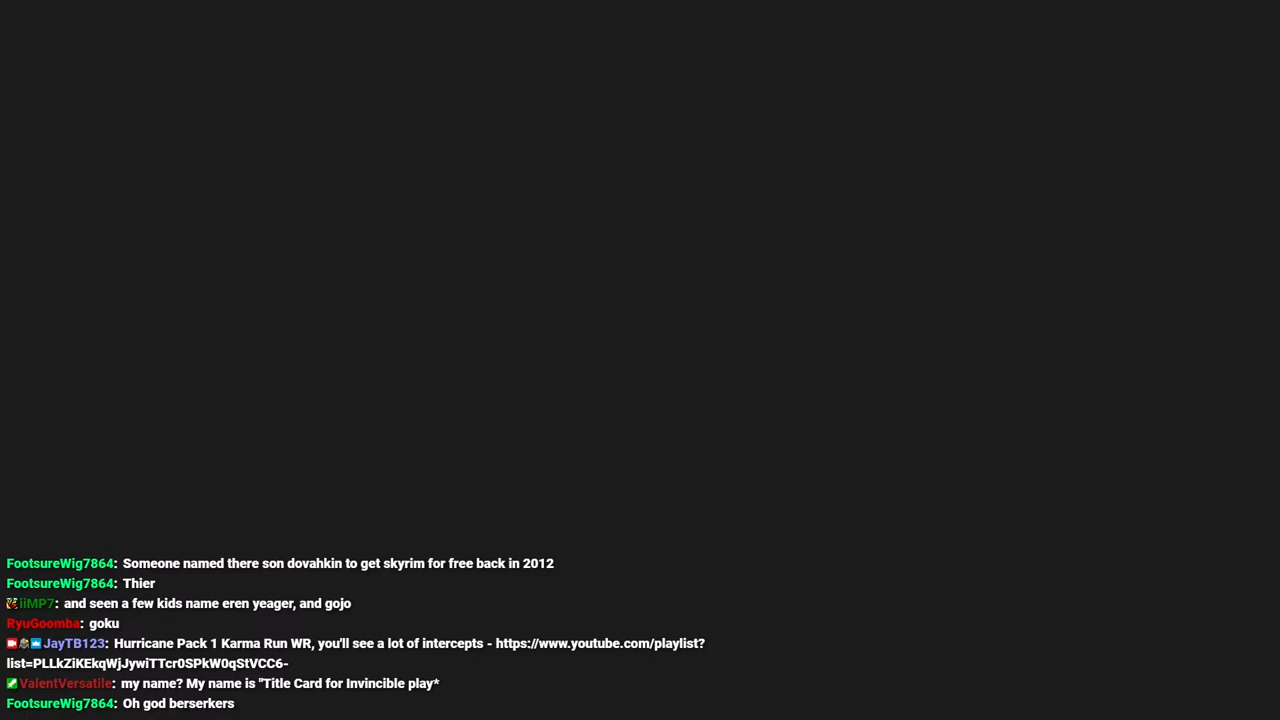 FootsureWig7864: Someone named there son dovahkin to get skyrim for free back in 2012
FootsureWig7864: Thier
iiMP7: and seen a few kids name eren yeager, and gojo
RyuGoomba: goku
JayTB123: Hurricane Pack 1 Karma Run WR, you'll see a lot of intercepts - https://www.youtube.com/playlist?
list=PLLkZiKEkqWjJywiTTcr0SPkW0qStVCC6-
ValentVersatile: my name? My name is "Title Card for Invincible play*
FootsureWig7864: Oh god berserkers